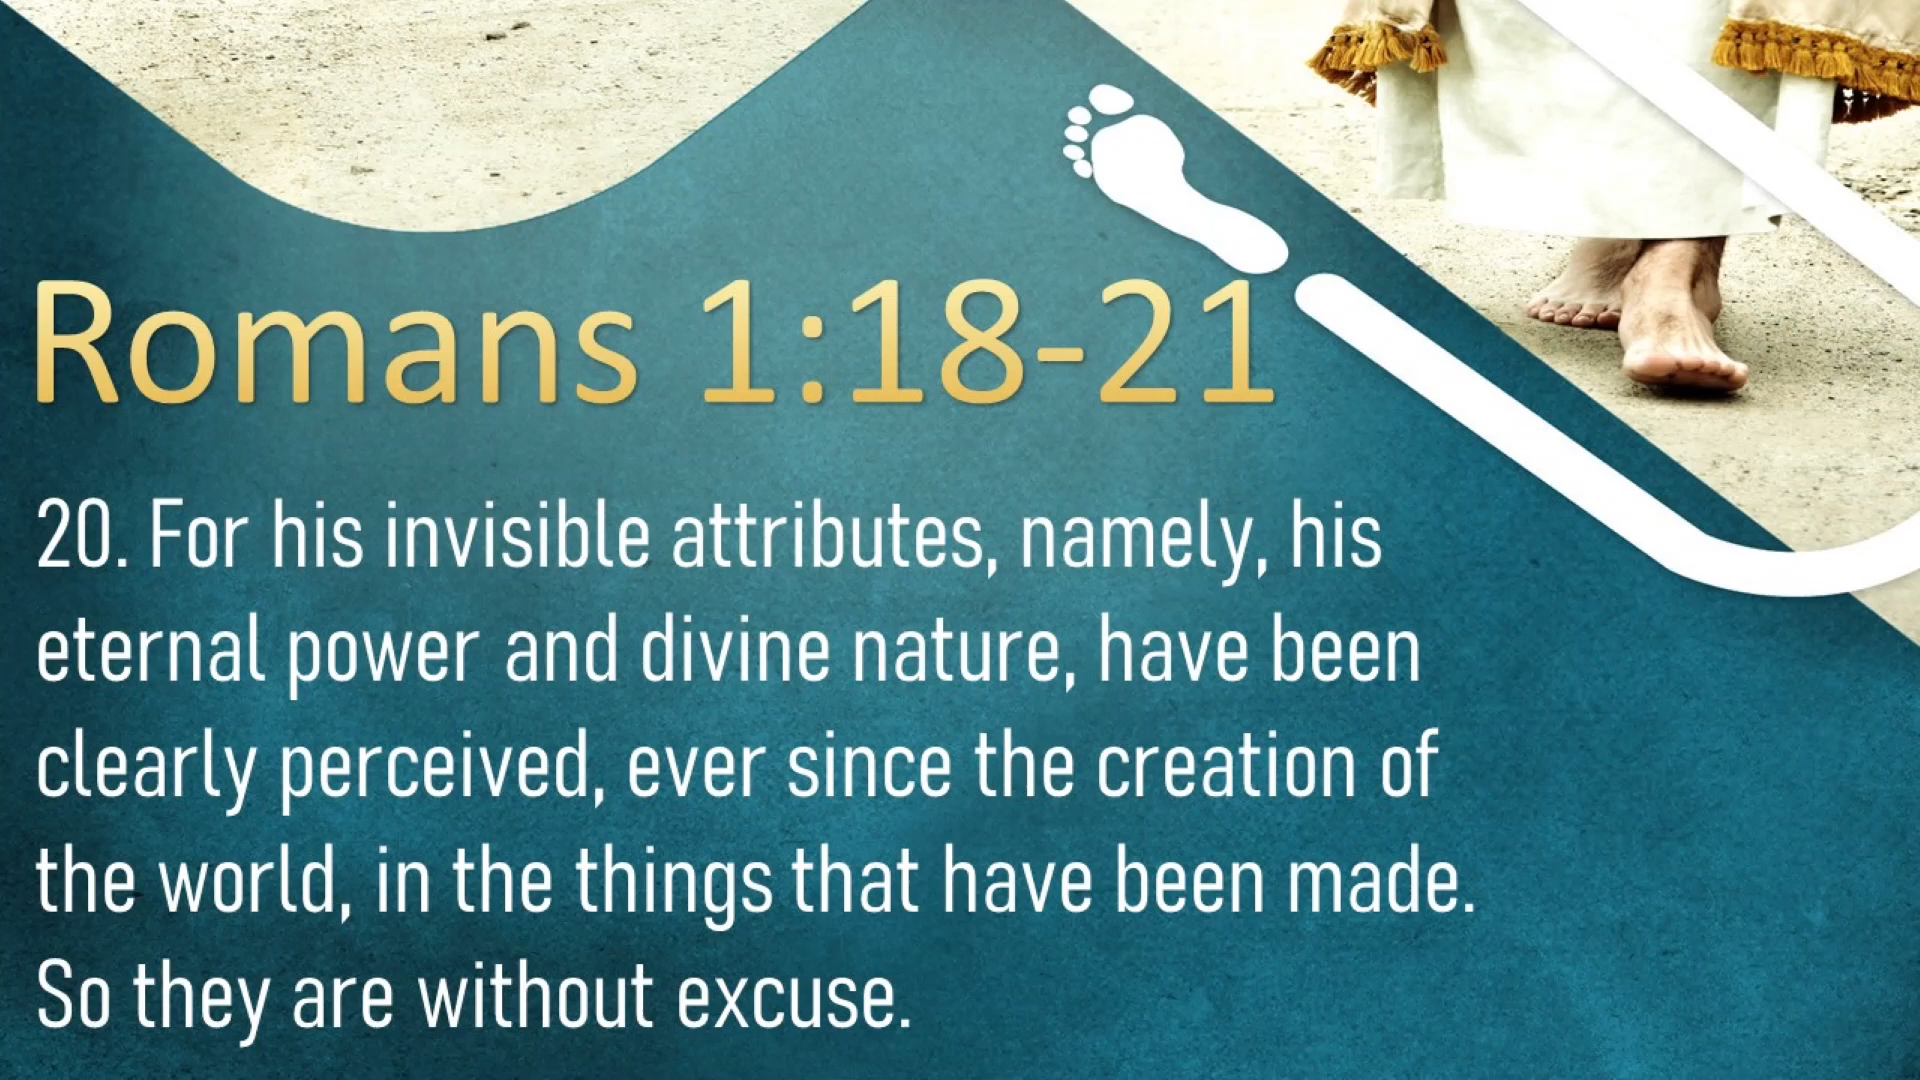 Romans 1:18-21
20. For his invisible attributes, namely, his
eternal power and divine nature, have been
clearly perceived, ever since the creation of
the world, in the things that have been made.
So they are without excuse.